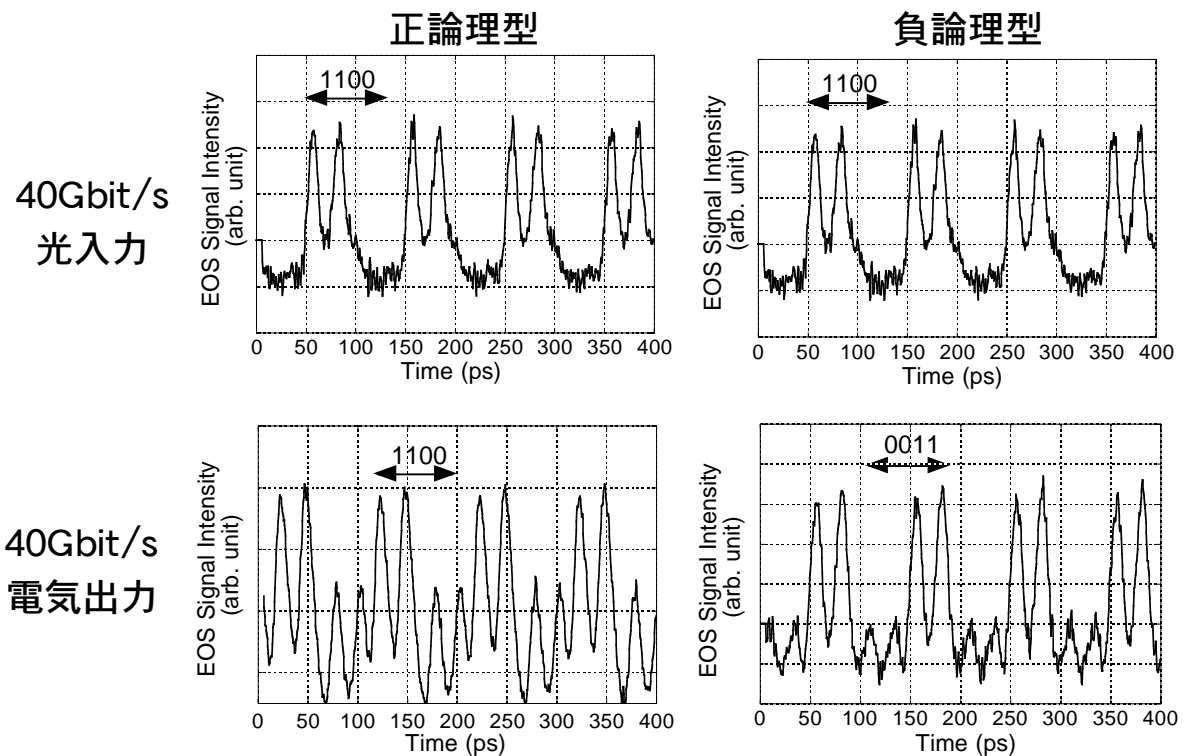 正論理型
負論理型
40Gbit/s
光入力
EOS Signal Intensity
(arb. unit)
1100
0 50 100 150 200 250 300 350 400
Time (ps)
EOS Signal Intensity
(arb. unit)
1100
0 50 100 150 200 250 300 350 400
Time (ps)
40Gbit/s
電気出力
EOS Signal Intensity
(arb. unit)
1100
0 50 100 150 200 250 300 350 400
Time (ps)
EOS Signal Intensity
(arb. unit)
0011
0 50 100 150 200 250 300 350 400
Time (ps)